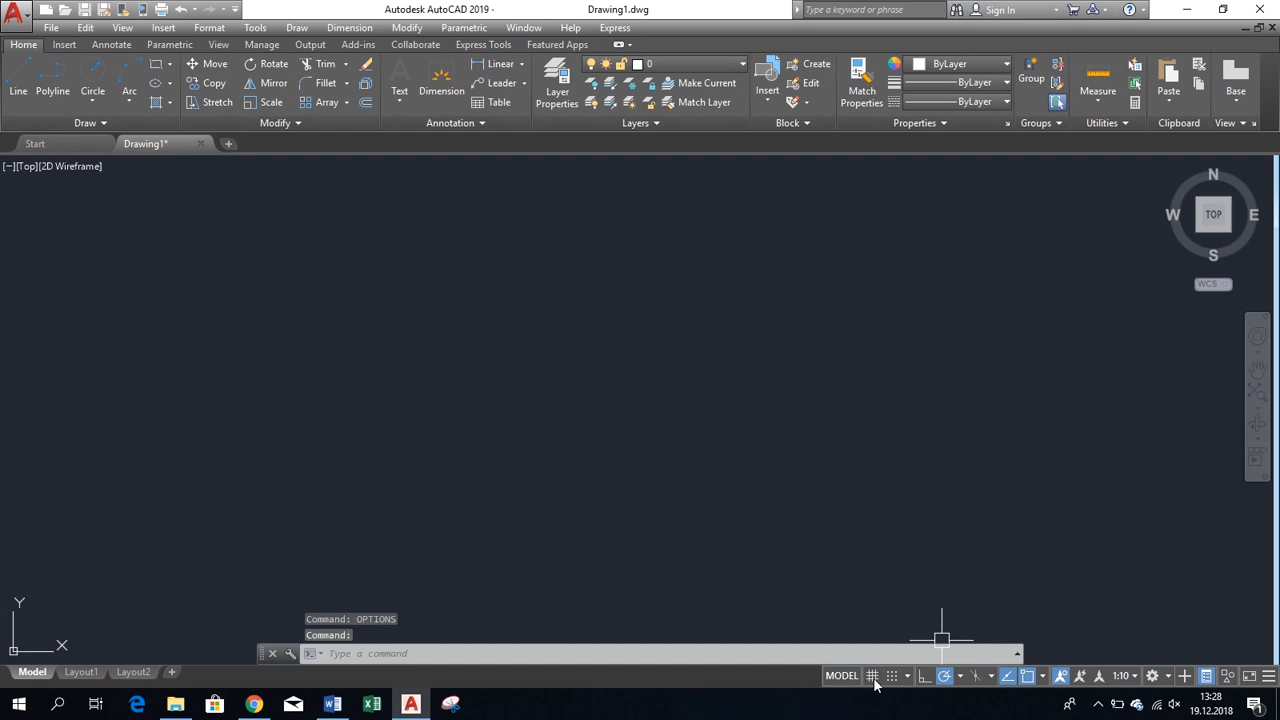 Autodesk AutoCAD 2019 - Drawing1.dwg
Type a keyword or phrase
Sign In
File Edit View Insert Format Tools Draw Dimension Modify Parametric Window Help Express
Home Insert Annotate Parametric View Manage Output Add-ins Collaborate Express Tools Featured Apps
Line Polyline Circle Arc
Move Rotate Trim
Copy Mirror Fillet
Stretch Scale Array
Text Dimension
Linear
Leader
Table
Layer Properties
0
Make Current
Match Layer
Insert
Create
Edit
Match Properties
ByLayer
ByLayer
ByLayer
Group
Measure
Paste
Base
Draw Modify Annotation Layers Block Properties Groups Utilities Clipboard View
Start Drawing1*
[−][Top][2D Wireframe]
N
W TOP E
S
WCS
Y
X
Command: OPTIONS
Command:
Type a command
Model Layout1 Layout2
MODEL
1:10
13:28
19.12.2018
1